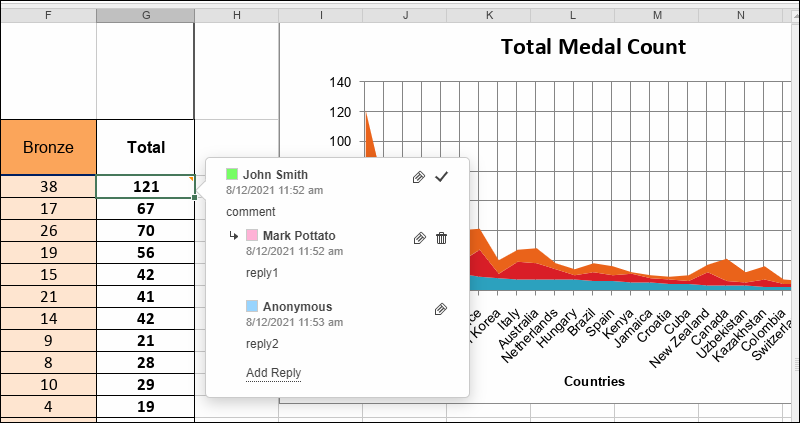 F G H I J K L M N
Total Medal Count
140
120
100
Bronze Total
38 121
17 67
26 70
19 56
15 42
21 41
14 42
9 21
8 28
10 29
4 19
John Smith
8/12/2021 11:52 am
comment
Mark Pottato
8/12/2021 11:52 am
reply1
Anonymous
8/12/2021 11:53 am
reply2
Add Reply
Korea
Italy
Australia
Netherlands
Hungary
Brazil
Spain
Kenya
Jamaica
Croatia
Cuba
New Zealand
Canada
Uzbekistan
Kazakhstan
Colombia
Switzerla
Countries